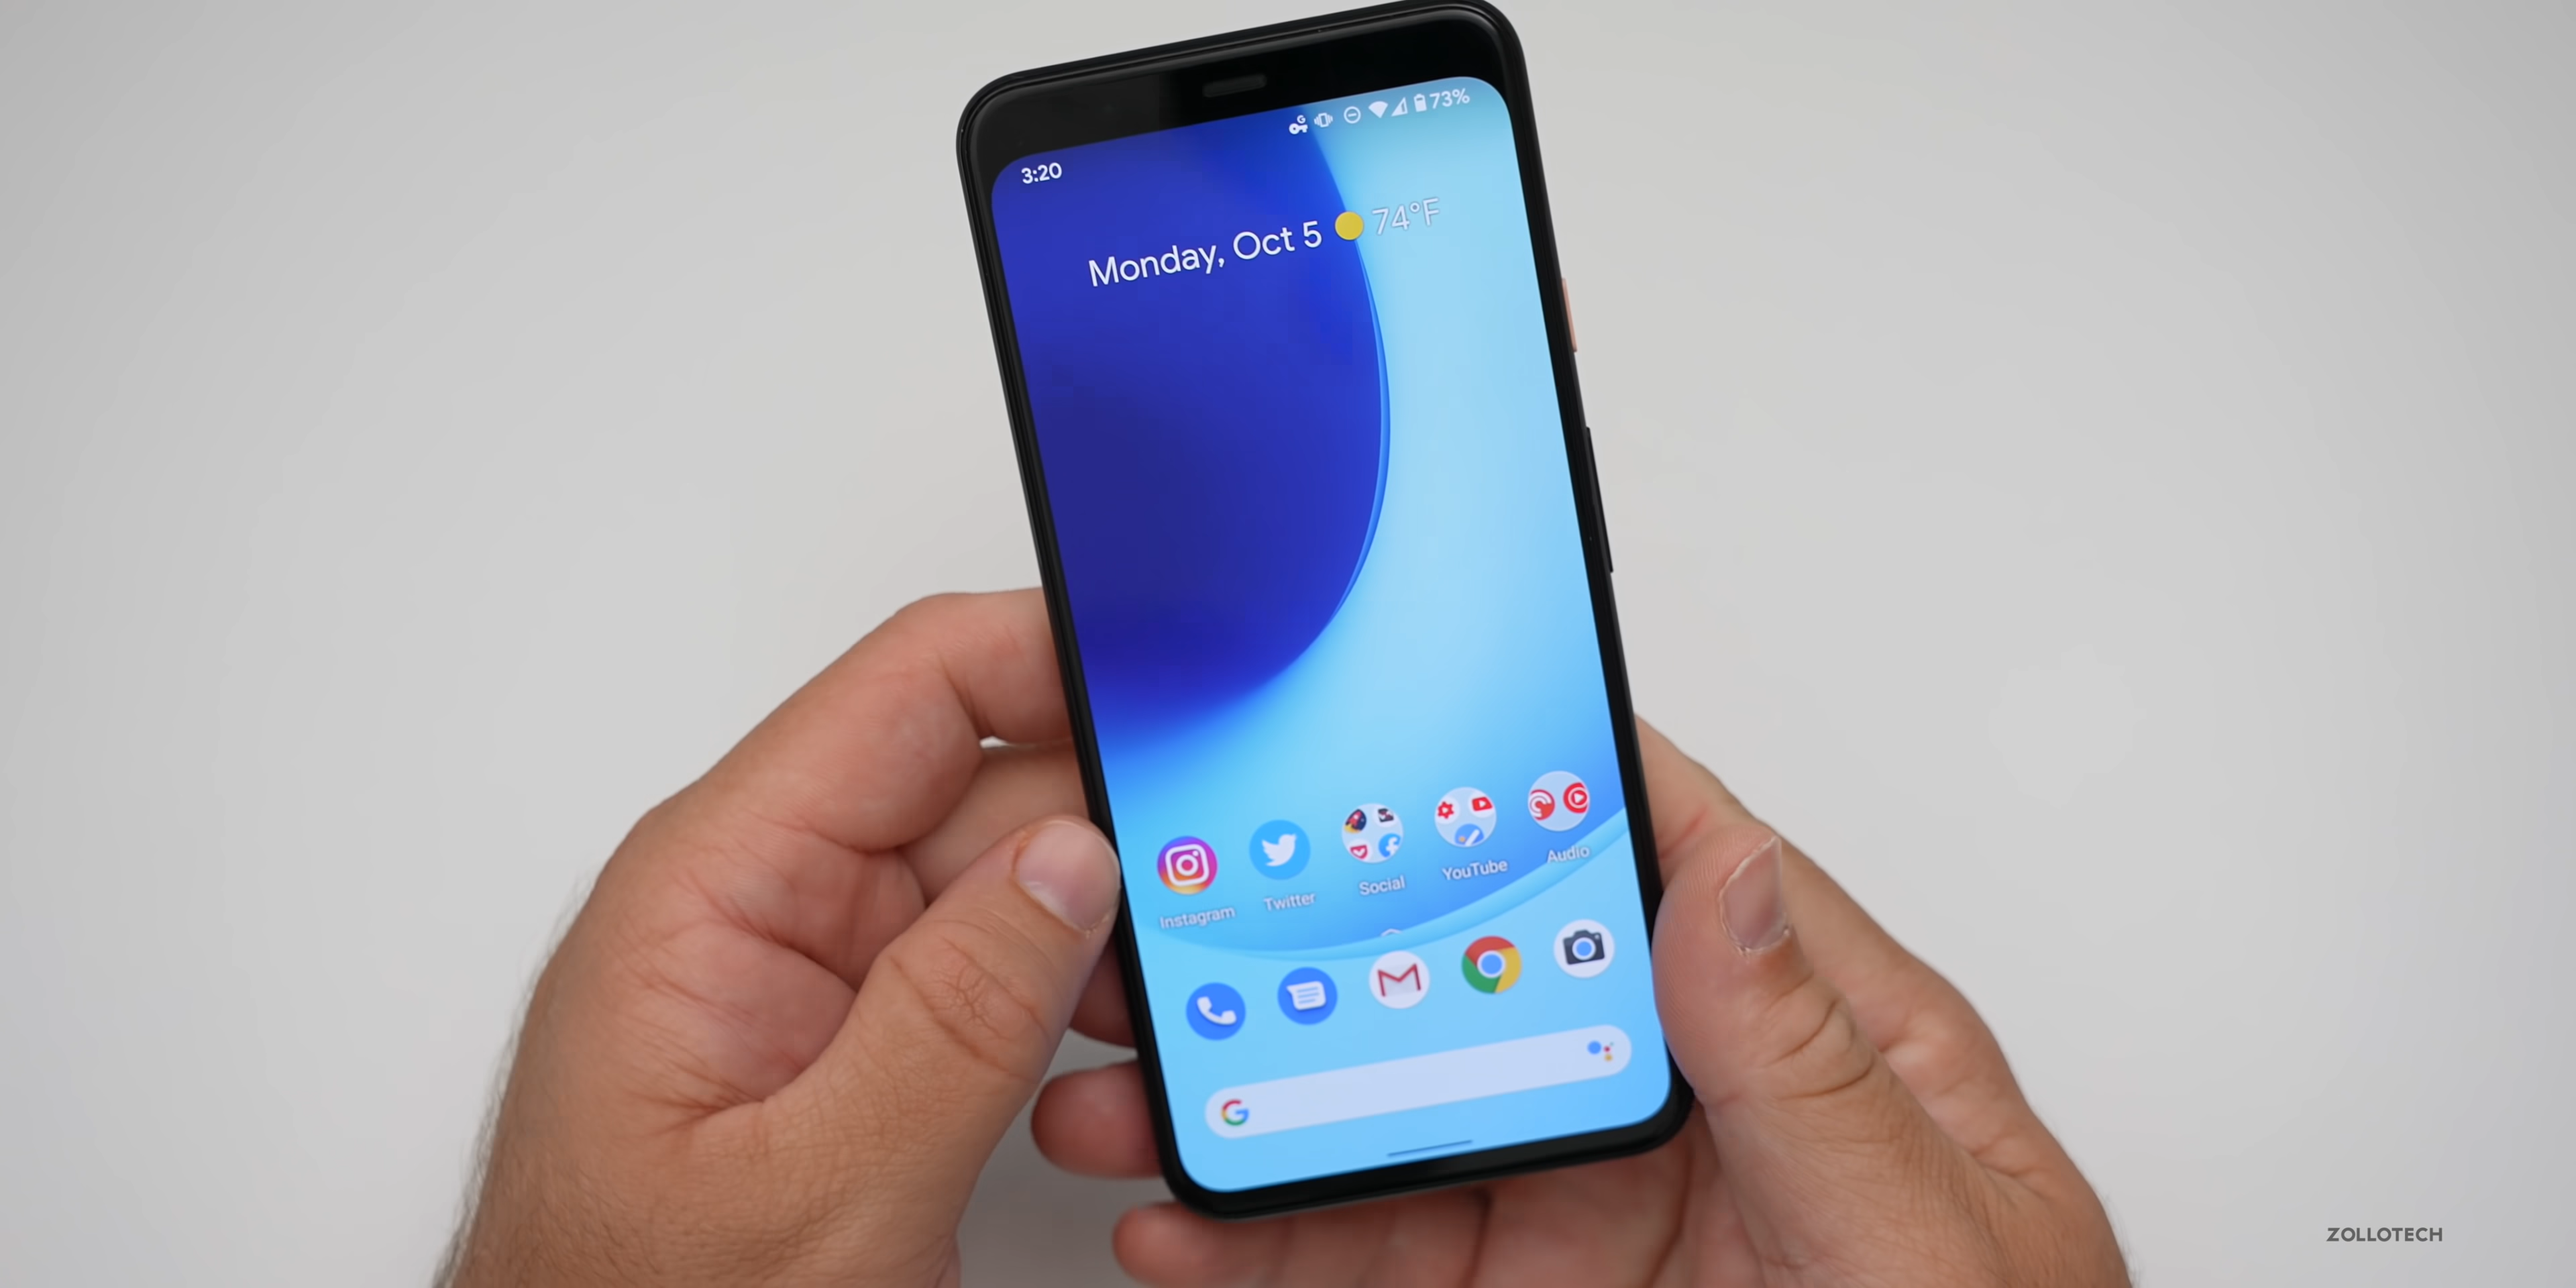 3:20
73%
Monday, Oct 5 74°F
Instagram
Twitter
Social
YouTube
Audio
G
ZOLLOTECH